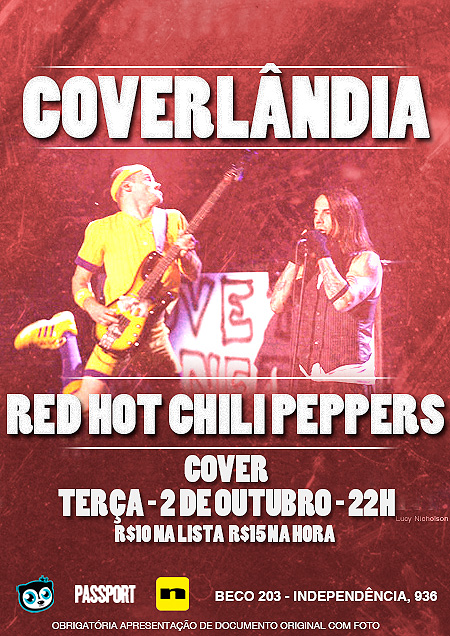 COVERLÂNDIA
VE
RED HOT CHILI PEPPERS
COVER
TERÇA - 2 DE OUTUBRO - 22H
R$10 NA LISTA R$15 NA HORA
Lucy Nicholson
PASSPORT
n
BECO 203 - INDEPENDÊNCIA, 936
OBRIGATÓRIA APRESENTAÇÃO DE DOCUMENTO ORIGINAL COM FOTO